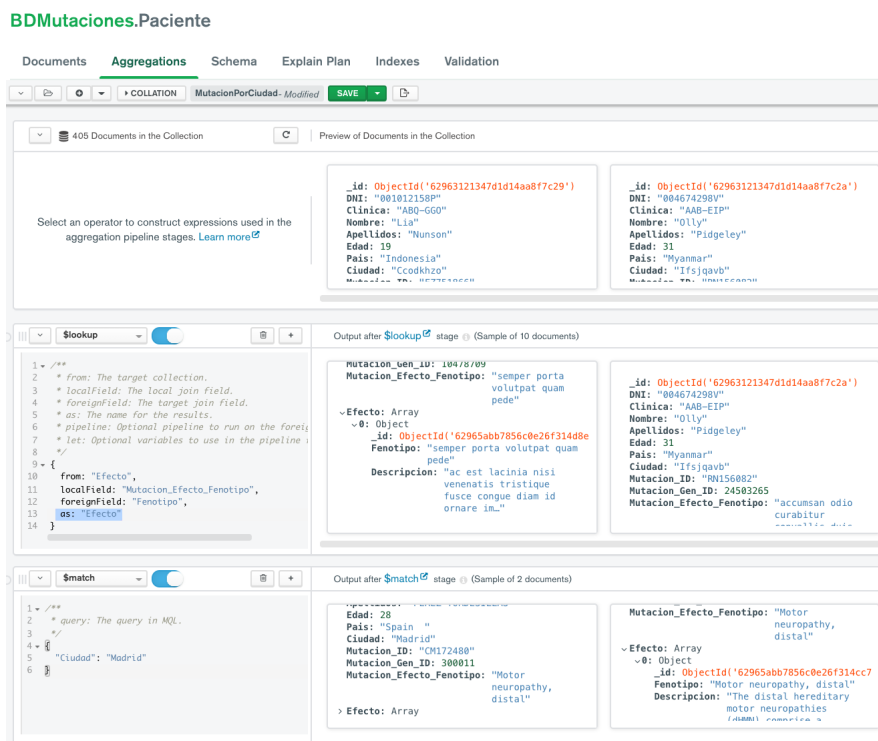 BDMutaciones.Paciente
Documents Aggregations Schema Explain Plan Indexes Validation
COLLATION MutacionPorCiudad - Modified SAVE
405 Documents in the Collection Preview of Documents in the Collection
Select an operator to construct expressions used in the
aggregation pipeline stages. Learn more
_id: ObjectId('62963121347d1d14aa8f7c29')
DNI: "001012158P"
Clinica: "ABQ-GGO"
Nombre: "Lia"
Apellidos: "Nunson"
Edad: 19
Pais: "Indonesia"
Ciudad: "Ccodkhzo"
_id: ObjectId('62963121347d1d14aa8f7c2a')
DNI: "004674298V"
Clinica: "AAB-EIP"
Nombre: "Olly"
Apellidos: "Pidgeley"
Edad: 31
Pais: "Myanmar"
Ciudad: "Ifsjqavb"
$lookup
Output after $lookup stage (Sample of 10 documents)
1 /**
2 * from: The target collection.
3 * localField: The local join field.
4 * foreignField: The target join field.
5 * as: The name for the results.
6 * pipeline: Optional pipeline to run on the foreig
7 * let: Optional variables to use in the pipeline
8 */
9 {
10 from: "Efecto",
11 localField: "Mutacion_Efecto_Fenotipo",
12 foreignField: "Fenotipo",
13 as: "Efecto"
14 }
Mutacion_Gen_ID: 10478709
Mutacion_Efecto_Fenotipo: "semper porta
volutpat quam
pede"
Efecto: Array
0: Object
_id: ObjectId('62965abb7856c0e26f314d8e
Fenotipo: "semper porta volutpat quam
pede"
Descripcion: "ac est lacinia nisi
venenatis tristique
fusce congue diam id
ornare im…"
_id: ObjectId('62963121347d1d14aa8f7c2a')
DNI: "004674298V"
Clinica: "AAB-EIP"
Nombre: "Olly"
Apellidos: "Pidgeley"
Edad: 31
Pais: "Myanmar"
Ciudad: "Ifsjqavb"
Mutacion_ID: "RN156082"
Mutacion_Gen_ID: 24503265
Mutacion_Efecto_Fenotipo: "accumsan odio
curabitur
$match
Output after $match stage (Sample of 2 documents)
1 /**
2 * query: The query in MQL.
3 */
4 {
5 "Ciudad": "Madrid"
6 }
Edad: 28
Pais: "Spain "
Ciudad: "Madrid"
Mutacion_ID: "CM172480"
Mutacion_Gen_ID: 300011
Mutacion_Efecto_Fenotipo: "Motor
neuropathy,
distal"
Efecto: Array
Mutacion_Efecto_Fenotipo: "Motor
neuropathy,
distal"
Efecto: Array
0: Object
_id: ObjectId('62965abb7856c0e26f314cc7
Fenotipo: "Motor neuropathy, distal"
Descripcion: "The distal hereditary
motor neuropathies
(dHMN) comprise a